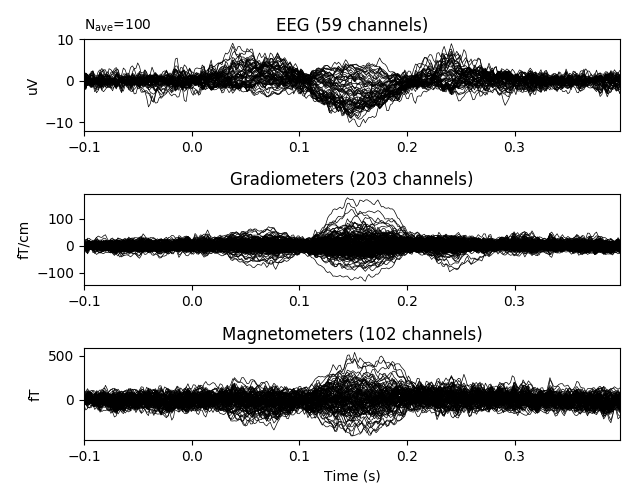 N_ave=100
EEG (59 channels)
10
0
−10
uV
−0.1 0.0 0.1 0.2 0.3
Gradiometers (203 channels)
100
0
−100
fT/cm
−0.1 0.0 0.1 0.2 0.3
Magnetometers (102 channels)
500
0
fT
−0.1 0.0 0.1 0.2 0.3
Time (s)